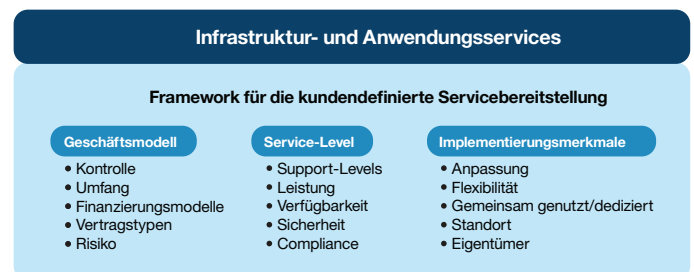 Infrastruktur- und Anwendungsservices
Framework für die kundendefinierte Servicebereitstellung
Geschäftsmodell
• Kontrolle
• Umfang
• Finanzierungsmodelle
• Vertragstypen
• Risiko
Service-Level
• Support-Levels
• Leistung
• Verfügbarkeit
• Sicherheit
• Compliance
Implementierungsmerkmale
• Anpassung
• Flexibilität
• Gemeinsam genutzt/dediziert
• Standort
• Eigentümer